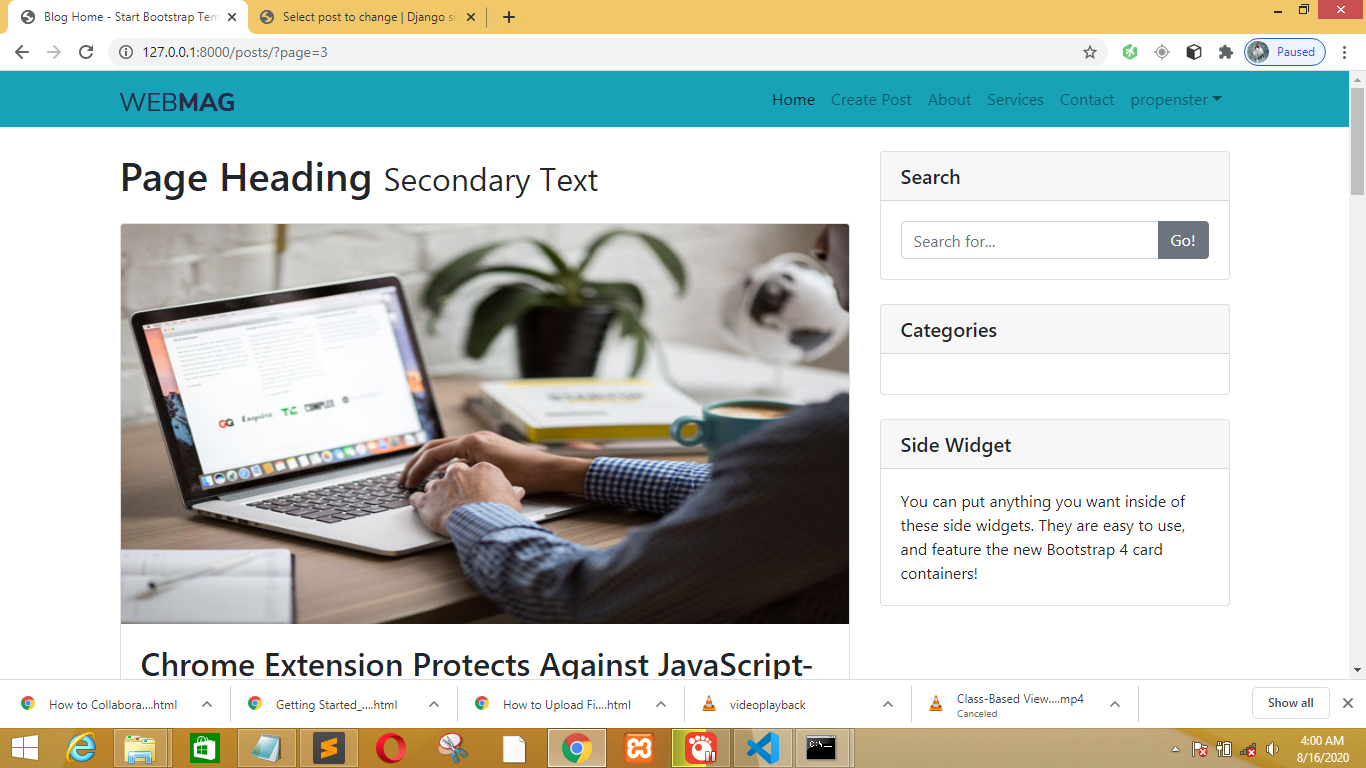 Blog Home - Start Bootstrap Tem
Select post to change | Django si
127.0.0.1:8000/posts/?page=3
Paused
WEBMAG
Home
Create Post
About
Services
Contact
propenster
Page Heading Secondary Text
GQ
Esquire
TC
COMPLEX
STARTUP
Chrome Extension Protects Against JavaScript-
Search
Search for...
Go!
Categories
Side Widget
You can put anything you want inside of
these side widgets. They are easy to use,
and feature the new Bootstrap 4 card
containers!
How to Collabora....html
Getting Started_....html
How to Upload Fi....html
videoplayback
Class-Based View....mp4
Canceled
Show all
C:\_
4:00 AM
8/16/2020